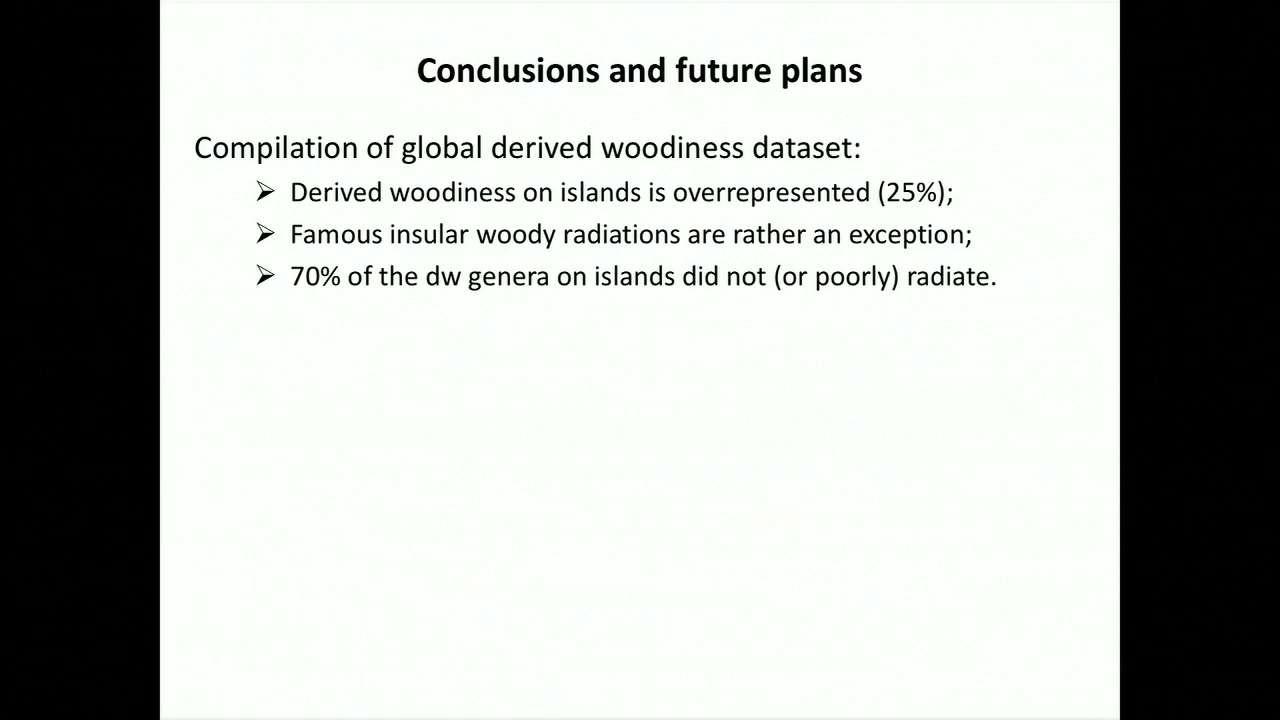 Conclusions and future plans
Compilation of global derived woodiness dataset:
➢ Derived woodiness on islands is overrepresented (25%);
➢ Famous insular woody radiations are rather an exception;
➢ 70% of the dw genera on islands did not (or poorly) radiate.